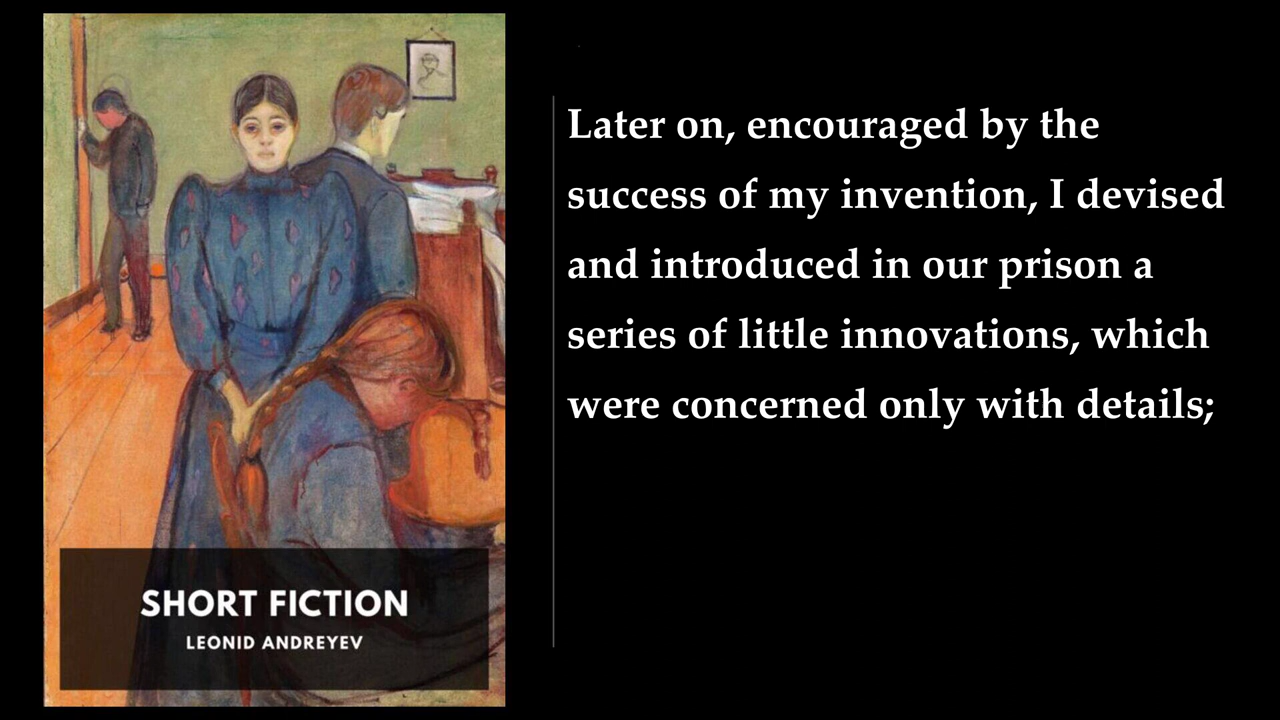 SHORT FICTION
LEONID ANDREYEV
Later on, encouraged by the
success of my invention, I devised
and introduced in our prison a
series of little innovations, which
were concerned only with details;